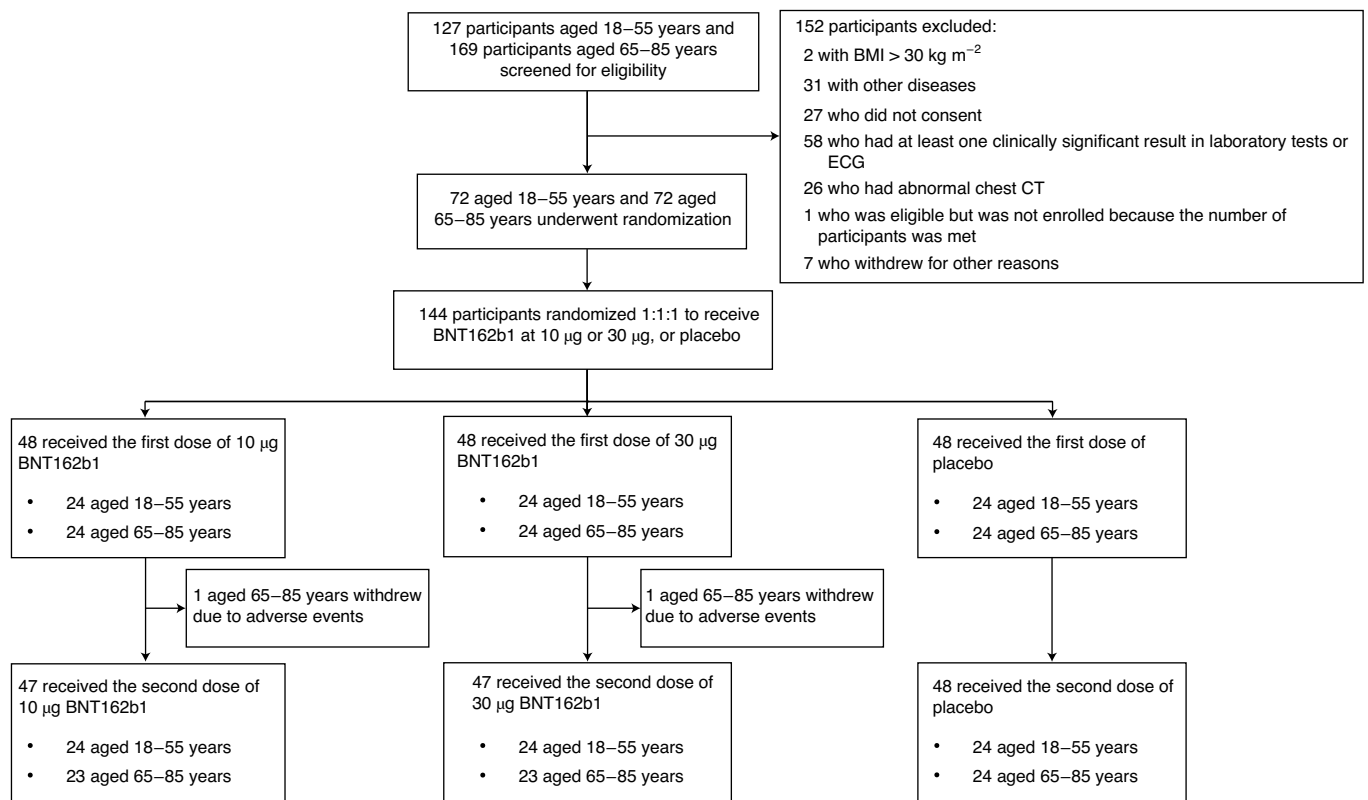 127 participants aged 18–55 years and
169 participants aged 65–85 years
screened for eligibility
152 participants excluded:
2 with BMI > 30 kg m⁻²
31 with other diseases
27 who did not consent
58 who had at least one clinically significant result in laboratory tests or
ECG
26 who had abnormal chest CT
1 who was eligible but was not enrolled because the number of
participants was met
7 who withdrew for other reasons
72 aged 18–55 years and 72 aged
65–85 years underwent randomization
144 participants randomized 1:1:1 to receive
BNT162b1 at 10 µg or 30 µg, or placebo
48 received the first dose of 10 µg
BNT162b1
• 24 aged 18–55 years
• 24 aged 65–85 years
48 received the first dose of 30 µg
BNT162b1
• 24 aged 18–55 years
• 24 aged 65–85 years
48 received the first dose of
placebo
• 24 aged 18–55 years
• 24 aged 65–85 years
1 aged 65–85 years withdrew
due to adverse events
1 aged 65–85 years withdrew
due to adverse events
47 received the second dose of
10 µg BNT162b1
• 24 aged 18–55 years
• 23 aged 65–85 years
47 received the second dose of
30 µg BNT162b1
• 24 aged 18–55 years
• 23 aged 65–85 years
48 received the second dose of
placebo
• 24 aged 18–55 years
• 24 aged 65–85 years